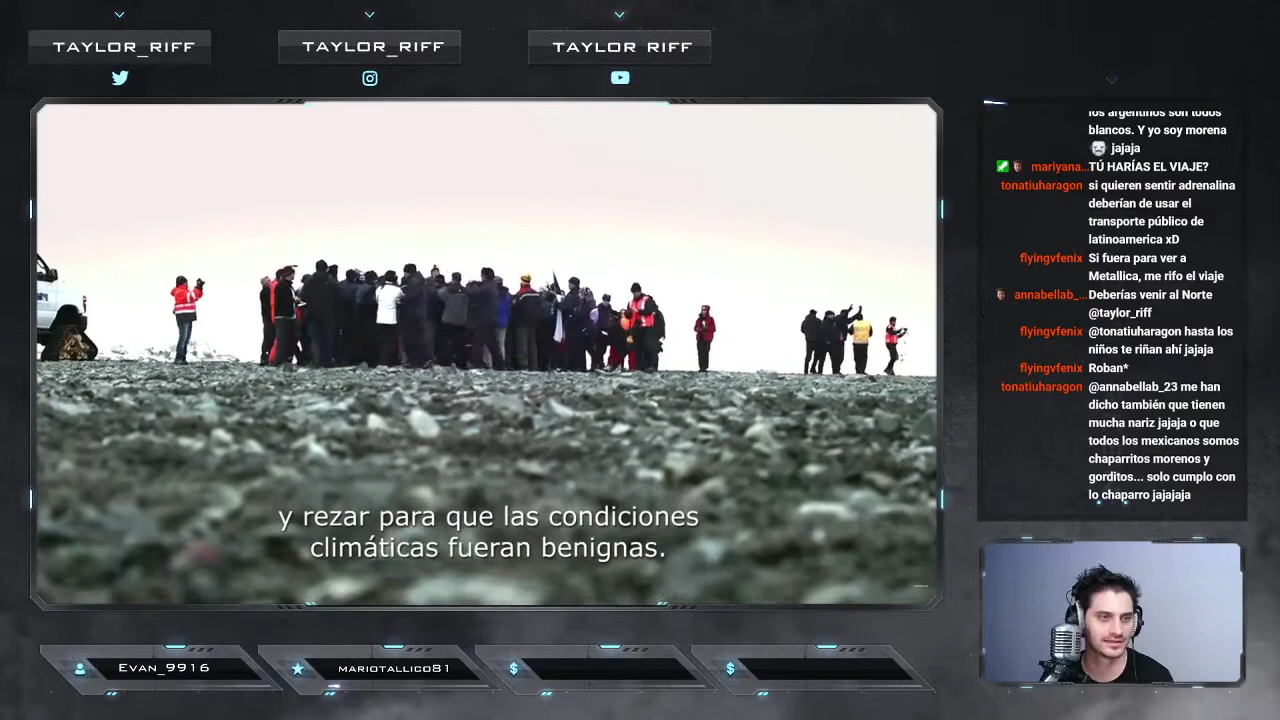 TAYLOR_RIFF
TAYLOR_RIFF
TAYLOR RIFF
y rezar para que las condiciones
climáticas fueran benignas.
los argentinos son todos
blancos. Y yo soy morena
jajaja
mariyana... TÚ HARÍAS EL VIAJE?
tonatiuharagon si quieren sentir adrenalina
deberían de usar el
transporte público de
latinoamerica xD
flyingvfenix Si fuera para ver a
Metallica, me rifo el viaje
annabellab_... Deberías venir al Norte
@taylor_riff
flyingvfenix @tonatiuharagon hasta los
niños te riñan ahí jajaja
flyingvfenix Roban*
tonatiuharagon @annabellab_23 me han
dicho también que tienen
mucha nariz jajaja o que
todos los mexicanos somos
chaparritos morenos y
gorditos... solo cumplo con
lo chaparro jajajaja
Evan_9916
mariotallico81